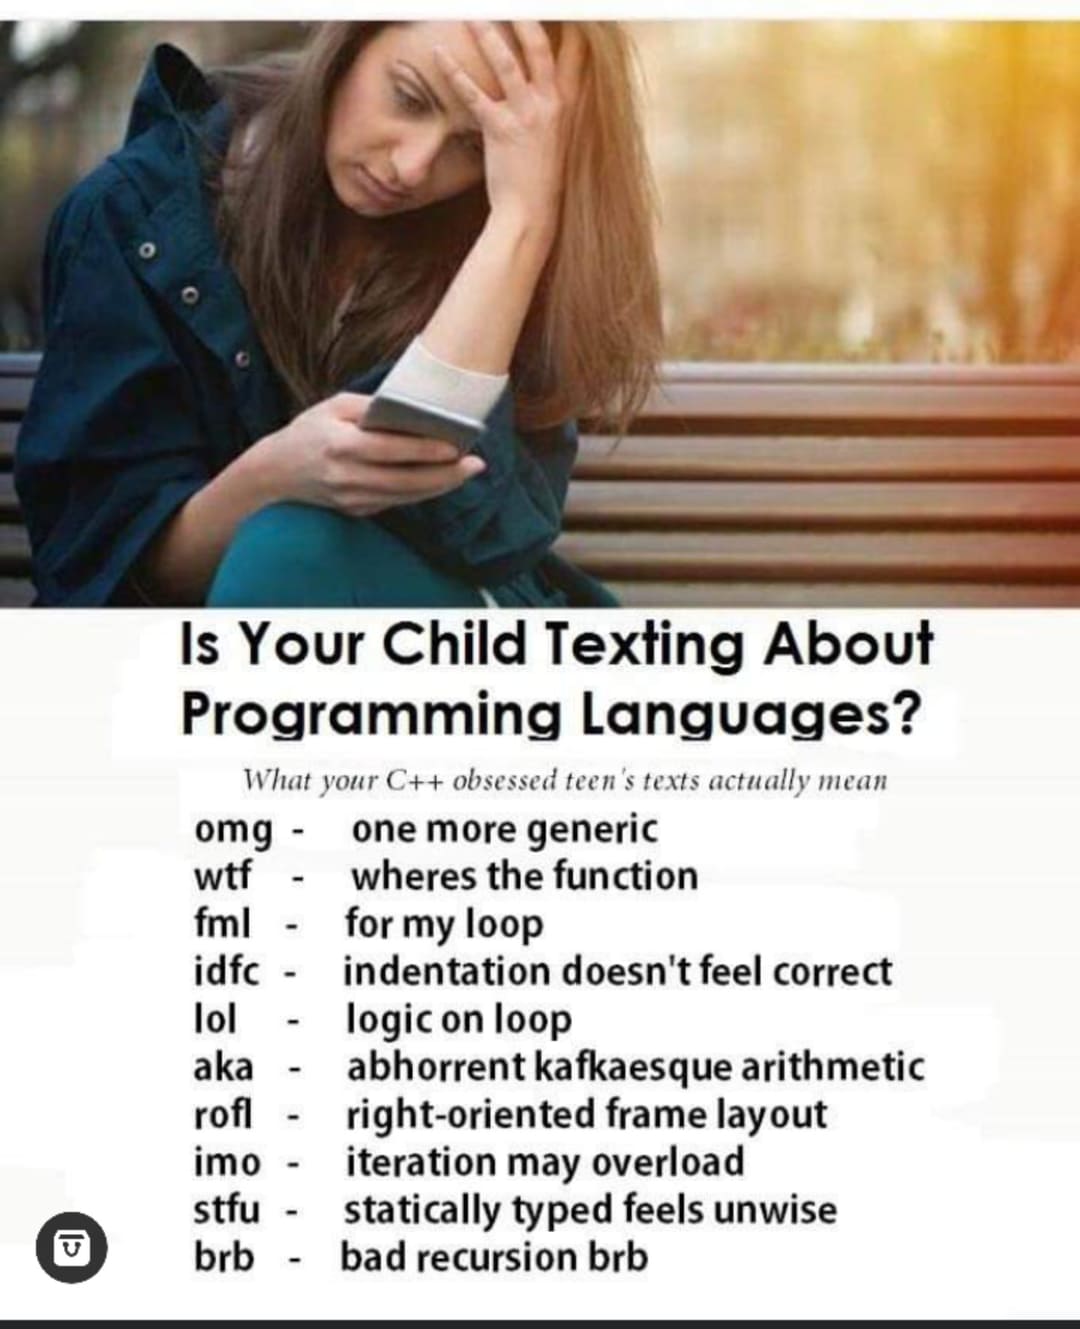 Is Your Child Texting About
Programming Languages?
What your C++ obsessed teen's texts actually mean
omg - one more generic
wtf - wheres the function
fml - for my loop
idfc - indentation doesn't feel correct
lol - logic on loop
aka - abhorrent kafkaesque arithmetic
rofl - right-oriented frame layout
imo - iteration may overload
stfu - statically typed feels unwise
brb - bad recursion brb